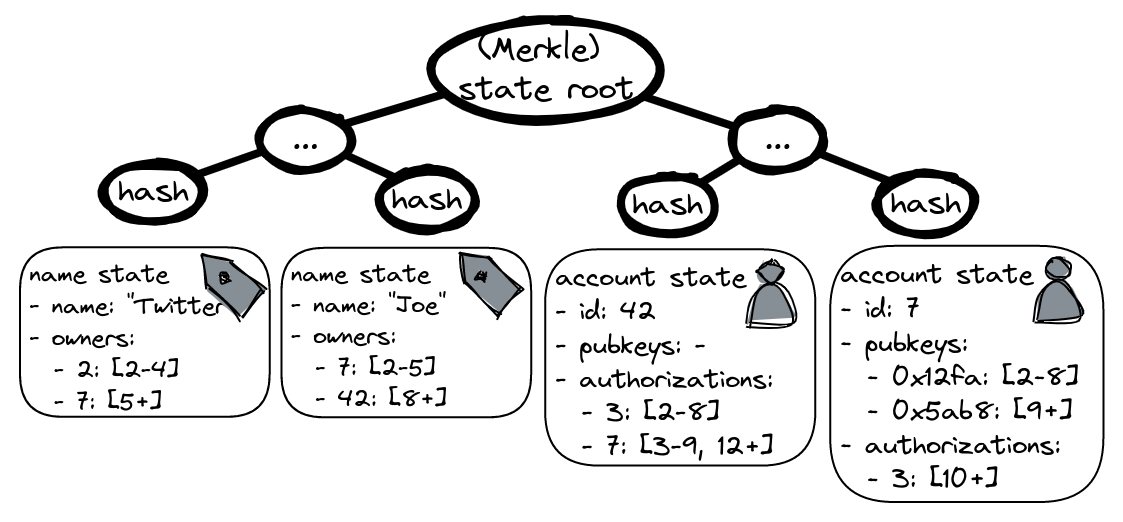 (Merkle)
state root
...
...
hash
hash
hash
hash
name state
- name: "Twitter
- owners:
- 2: [2-4]
- 7: [5+]
name state
- name: "Joe"
- owners:
- 7: [2-5]
- 42: [8+]
account state
- id: 42
- pubkeys: -
- authorizations:
- 3: [2-8]
- 7: [3-9, 12+]
account state
- id: 7
- pubkeys:
- 0x12fa: [2-8]
- 0x5ab8: [9+]
- authorizations:
- 3: [10+]